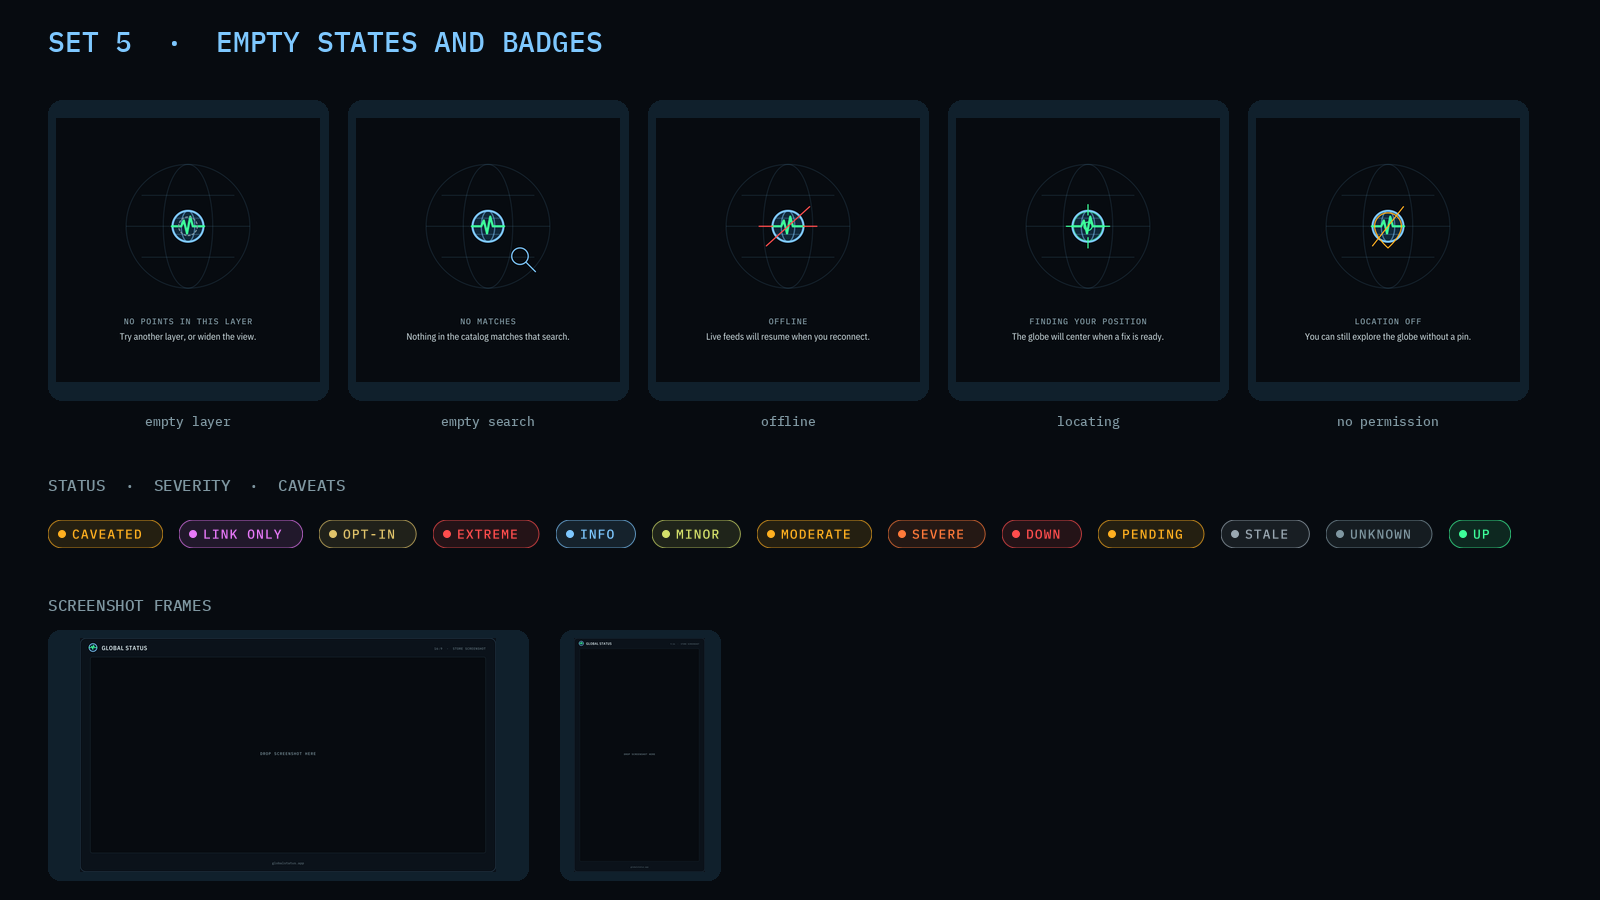 SET 5 · EMPTY STATES AND BADGES
NO POINTS IN THIS LAYER
Try another layer, or widen the view.
empty layer
NO MATCHES
Nothing in the catalog matches that search.
empty search
OFFLINE
Live feeds will resume when you reconnect.
offline
FINDING YOUR POSITION
The globe will center when a fix is ready.
locating
LOCATION OFF
You can still explore the globe without a pin.
no permission
STATUS · SEVERITY · CAVEATS
CAVEATED
LINK ONLY
OPT-IN
EXTREME
INFO
MINOR
MODERATE
SEVERE
DOWN
PENDING
STALE
UNKNOWN
UP
SCREENSHOT FRAMES
GLOBAL STATUS
STORE SCREENSHOT
DROP SCREENSHOT HERE
GLOBAL STATUS